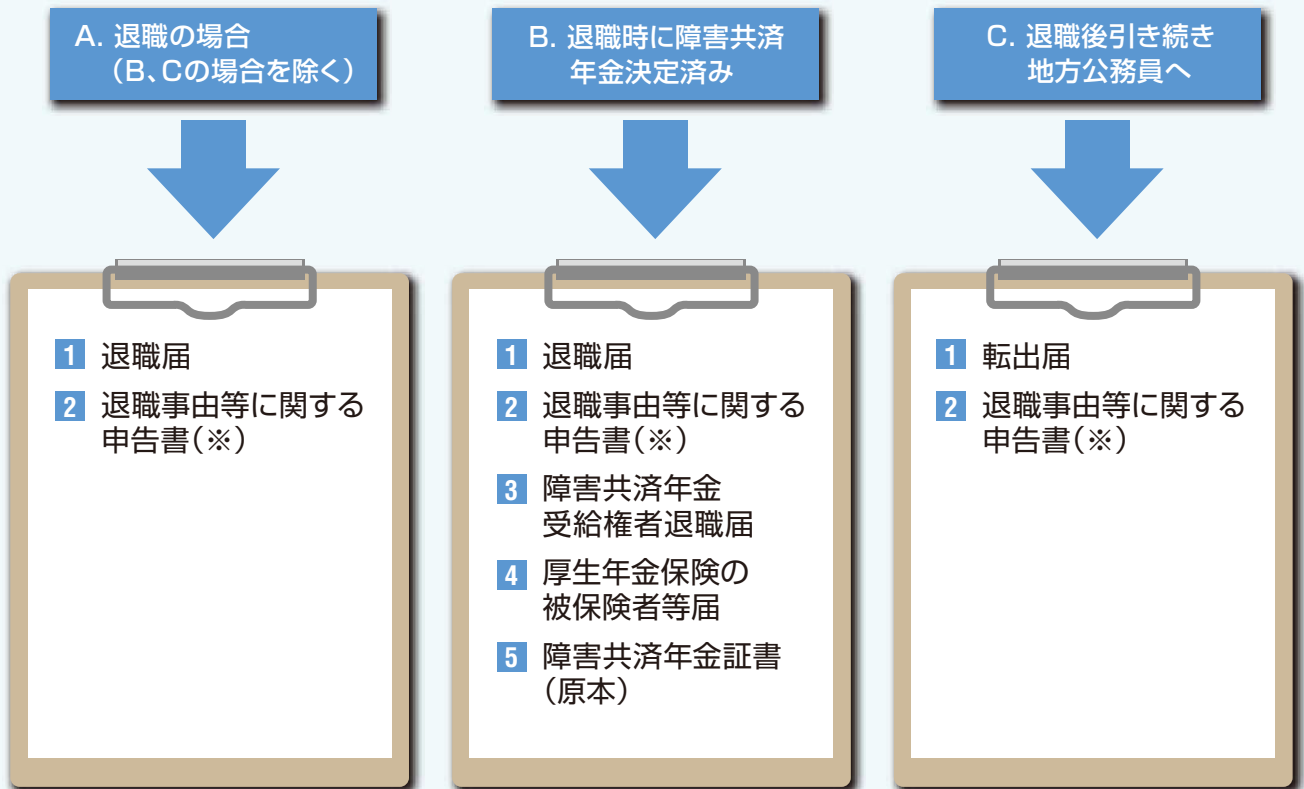 A. 退職の場合
（B、Cの場合を除く）
B. 退職時に障害共済
年金決定済み
C. 退職後引き続き
地方公務員へ
1 退職届
2 退職事由等に関する
申告書（※）
1 退職届
2 退職事由等に関する
申告書（※）
3 障害共済年金
受給権者退職届
4 厚生年金保険の
被保険者等届
5 障害共済年金証書
（原本）
1 転出届
2 退職事由等に関する
申告書（※）